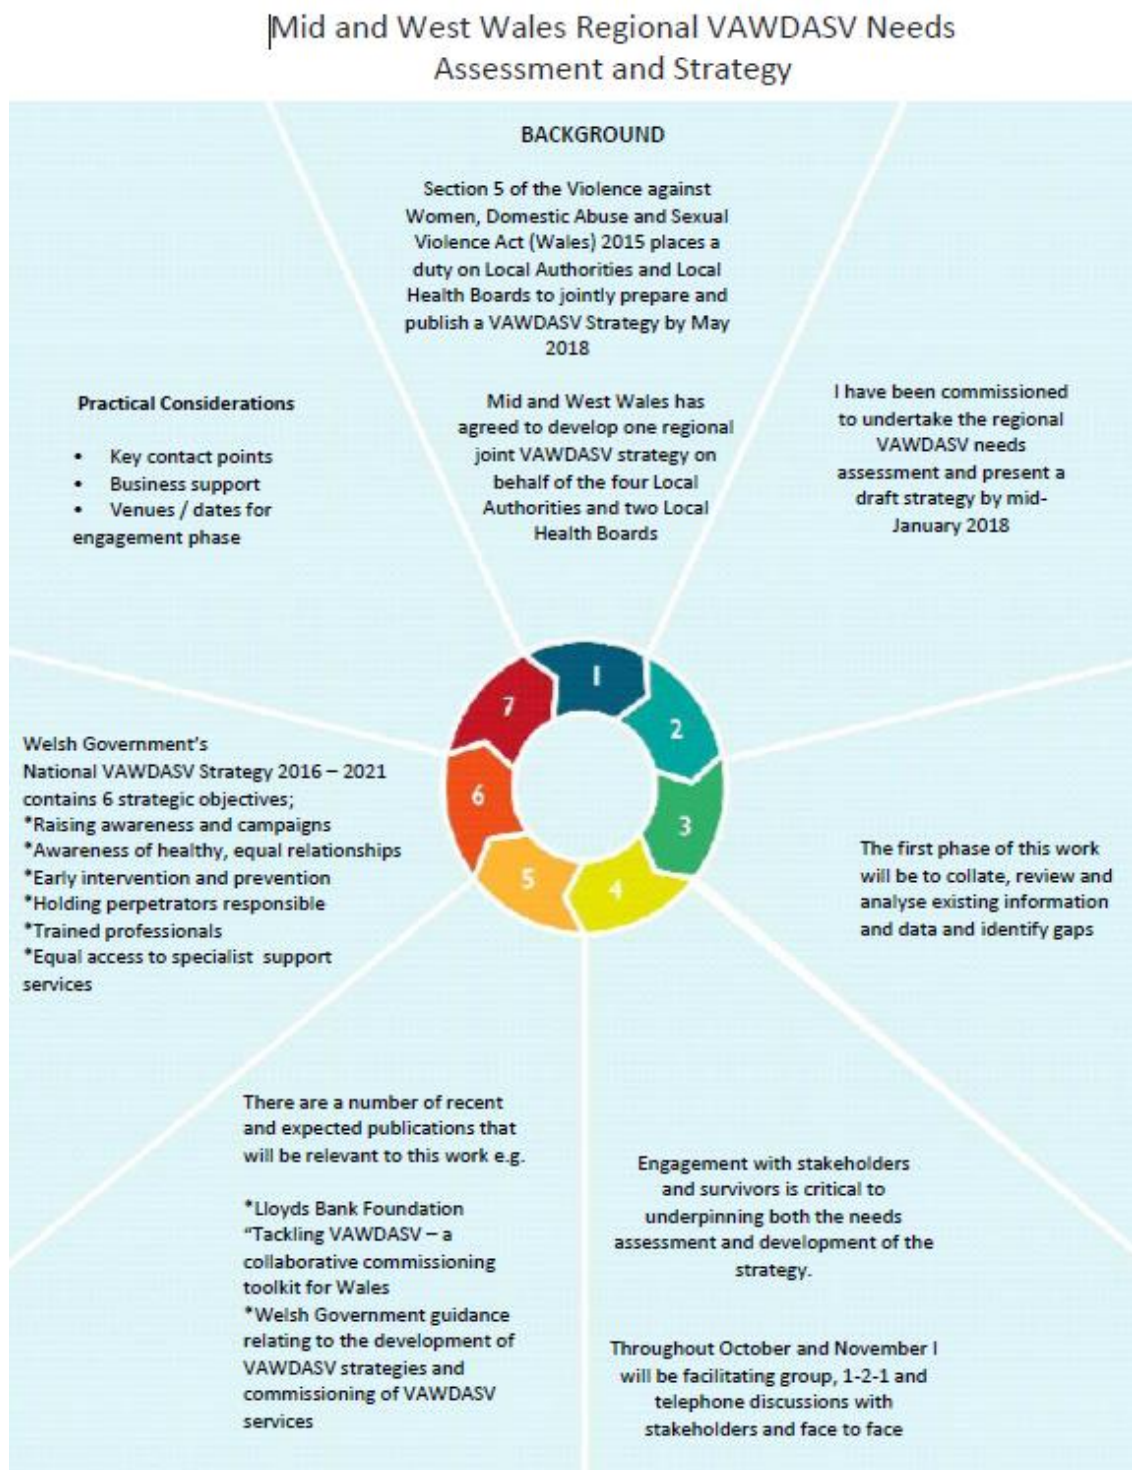 Mid and West Wales Regional VAWDASV Needs
Assessment and Strategy
BACKGROUND
Section 5 of the Violence against
Women, Domestic Abuse and Sexual
Violence Act (Wales) 2015 places a
duty on Local Authorities and Local
Health Boards to jointly prepare and
publish a VAWDASV Strategy by May
2018
Mid and West Wales has
agreed to develop one regional
joint VAWDASV strategy on
behalf of the four Local
Authorities and two Local
Health Boards
I have been commissioned
to undertake the regional
VAWDASV needs
assessment and present a
draft strategy by mid-
January 2018
The first phase of this work
will be to collate, review and
analyse existing information
and data and identify gaps
Engagement with stakeholders
and survivors is critical to
underpinning both the needs
assessment and development of the
strategy.
Throughout October and November I
will be facilitating group, 1-2-1 and
telephone discussions with
stakeholders and face to face
There are a number of recent
and expected publications that
will be relevant to this work e.g.
*Lloyds Bank Foundation
“Tackling VAWDASV – a
collaborative commissioning
toolkit for Wales
*Welsh Government guidance
relating to the development of
VAWDASV strategies and
commissioning of VAWDASV
services
Welsh Government’s
National VAWDASV Strategy 2016 – 2021
contains 6 strategic objectives;
*Raising awareness and campaigns
*Awareness of healthy, equal relationships
*Early intervention and prevention
*Holding perpetrators responsible
*Trained professionals
*Equal access to specialist support
services
Practical Considerations
• Key contact points
• Business support
• Venues / dates for
engagement phase
1
2
3
4
5
6
7